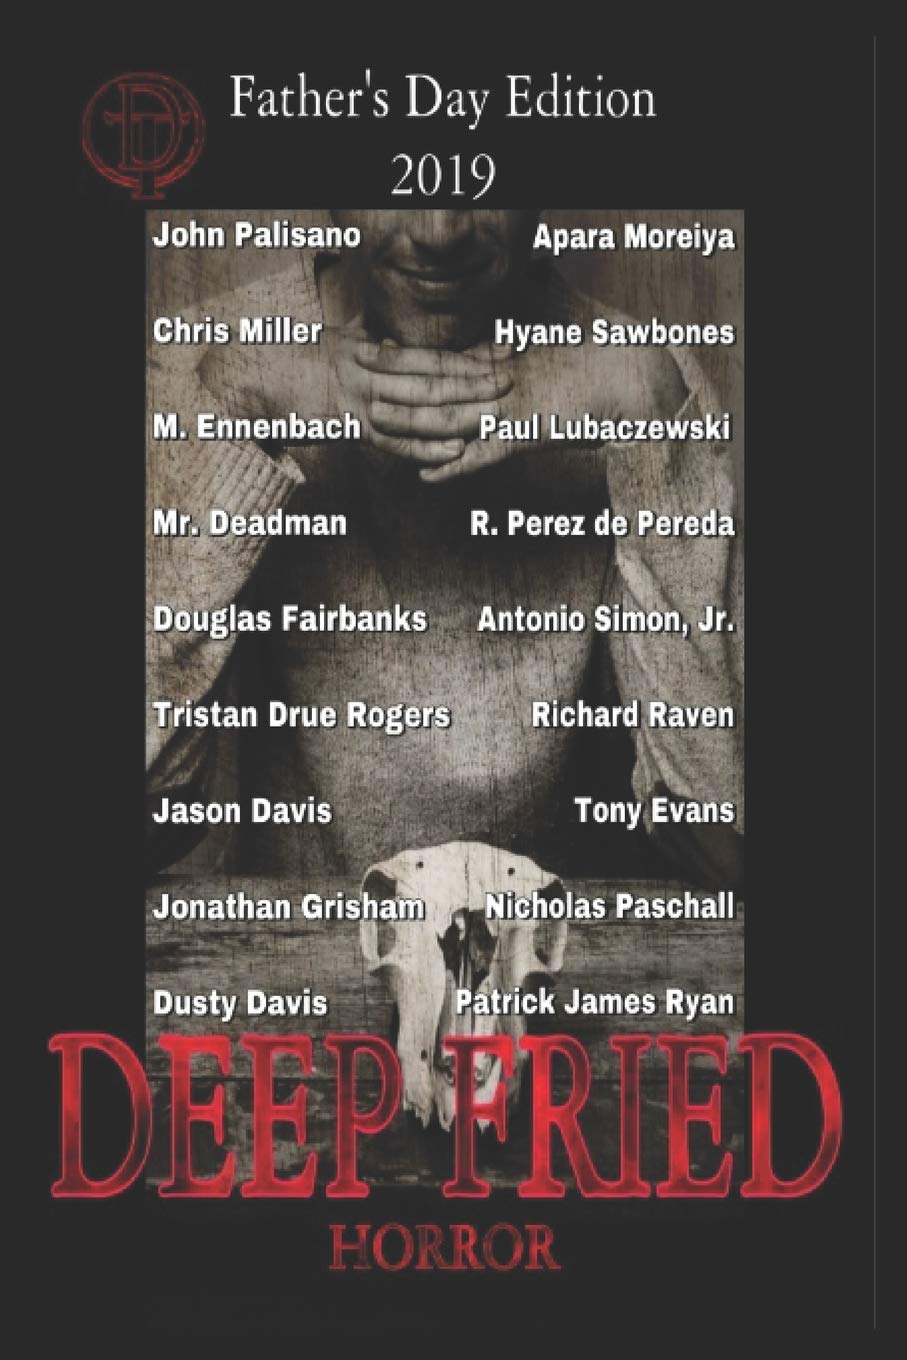 Father's Day Edition
2019
John Palisano
Apara Moreiya
Chris Miller
Hyane Sawbones
M. Ennenbach
Paul Lubaczewski
Mr. Deadman
R. Perez de Pereda
Douglas Fairbanks
Antonio Simon, Jr.
Tristan Drue Rogers
Richard Raven
Jason Davis
Tony Evans
Jonathan Grisham
Nicholas Paschall
Dusty Davis
Patrick James Ryan
DEEP FRIED
HORROR